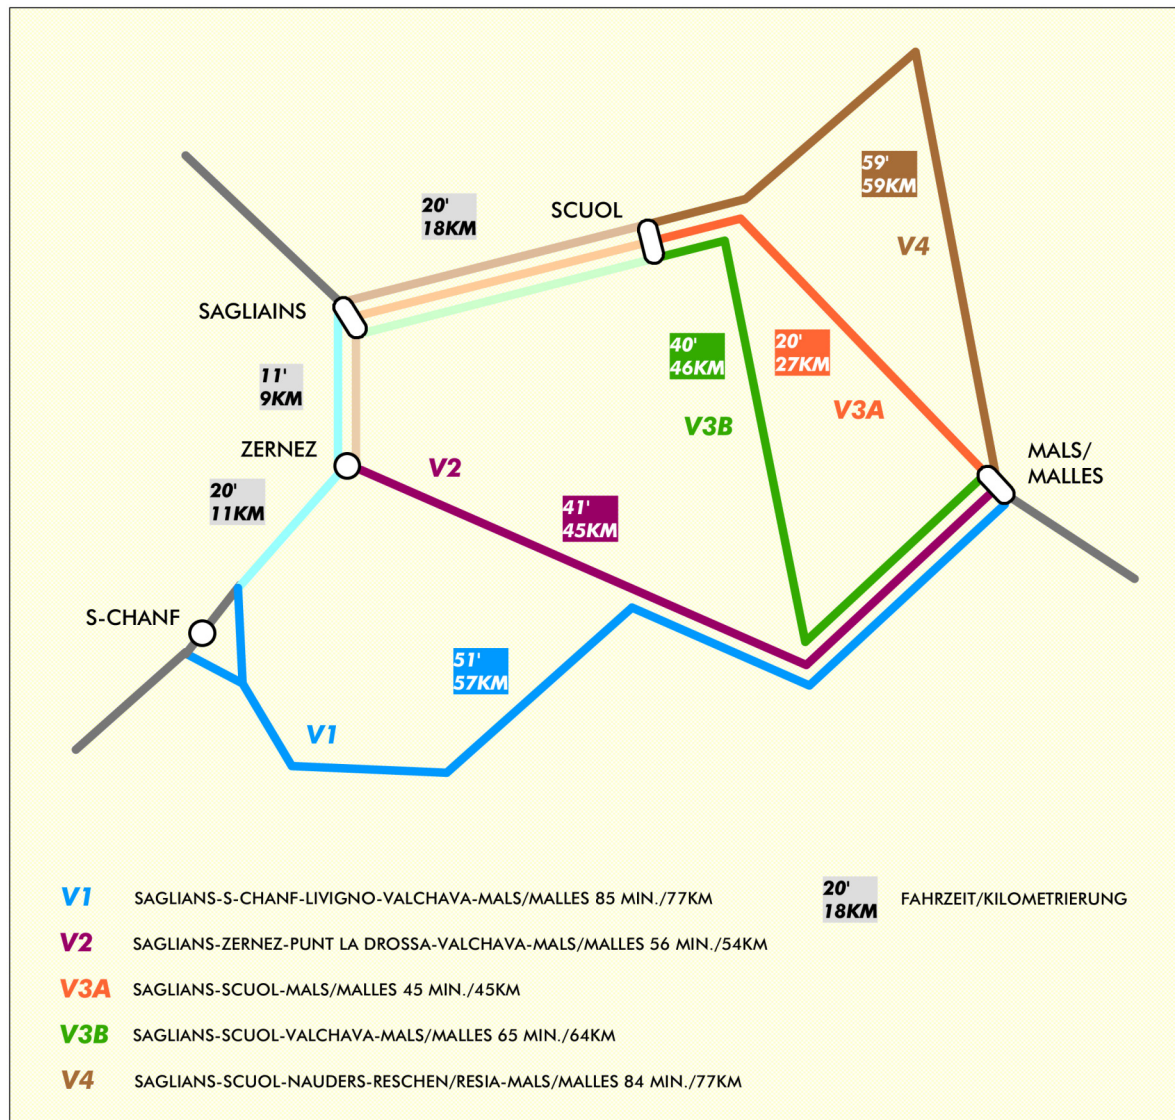 20'
18KM
SCUOL
59'
59KM
V4
SAGLIAINS
11'
9KM
40'
46KM
20'
27KM
V3A
V3B
ZERNEZ
V2
MALS/
MALLES
20'
11KM
41'
45KM
S-CHANF
51'
57KM
V1
V1 SAGLIANS-S-CHANF-LIVIGNO-VALCHAVA-MALS/MALLES 85 MIN./77KM
20'
18KM
FAHRZEIT/KILOMETRIERUNG
V2 SAGLIANS-ZERNEZ-PUNT LA DROSSA-VALCHAVA-MALS/MALLES 56 MIN./54KM
V3A SAGLIANS-SCUOL-MALS/MALLES 45 MIN./45KM
V3B SAGLIANS-SCUOL-VALCHAVA-MALS/MALLES 65 MIN./64KM
V4 SAGLIANS-SCUOL-NAUDERS-RESCHEN/RESIA-MALS/MALLES 84 MIN./77KM